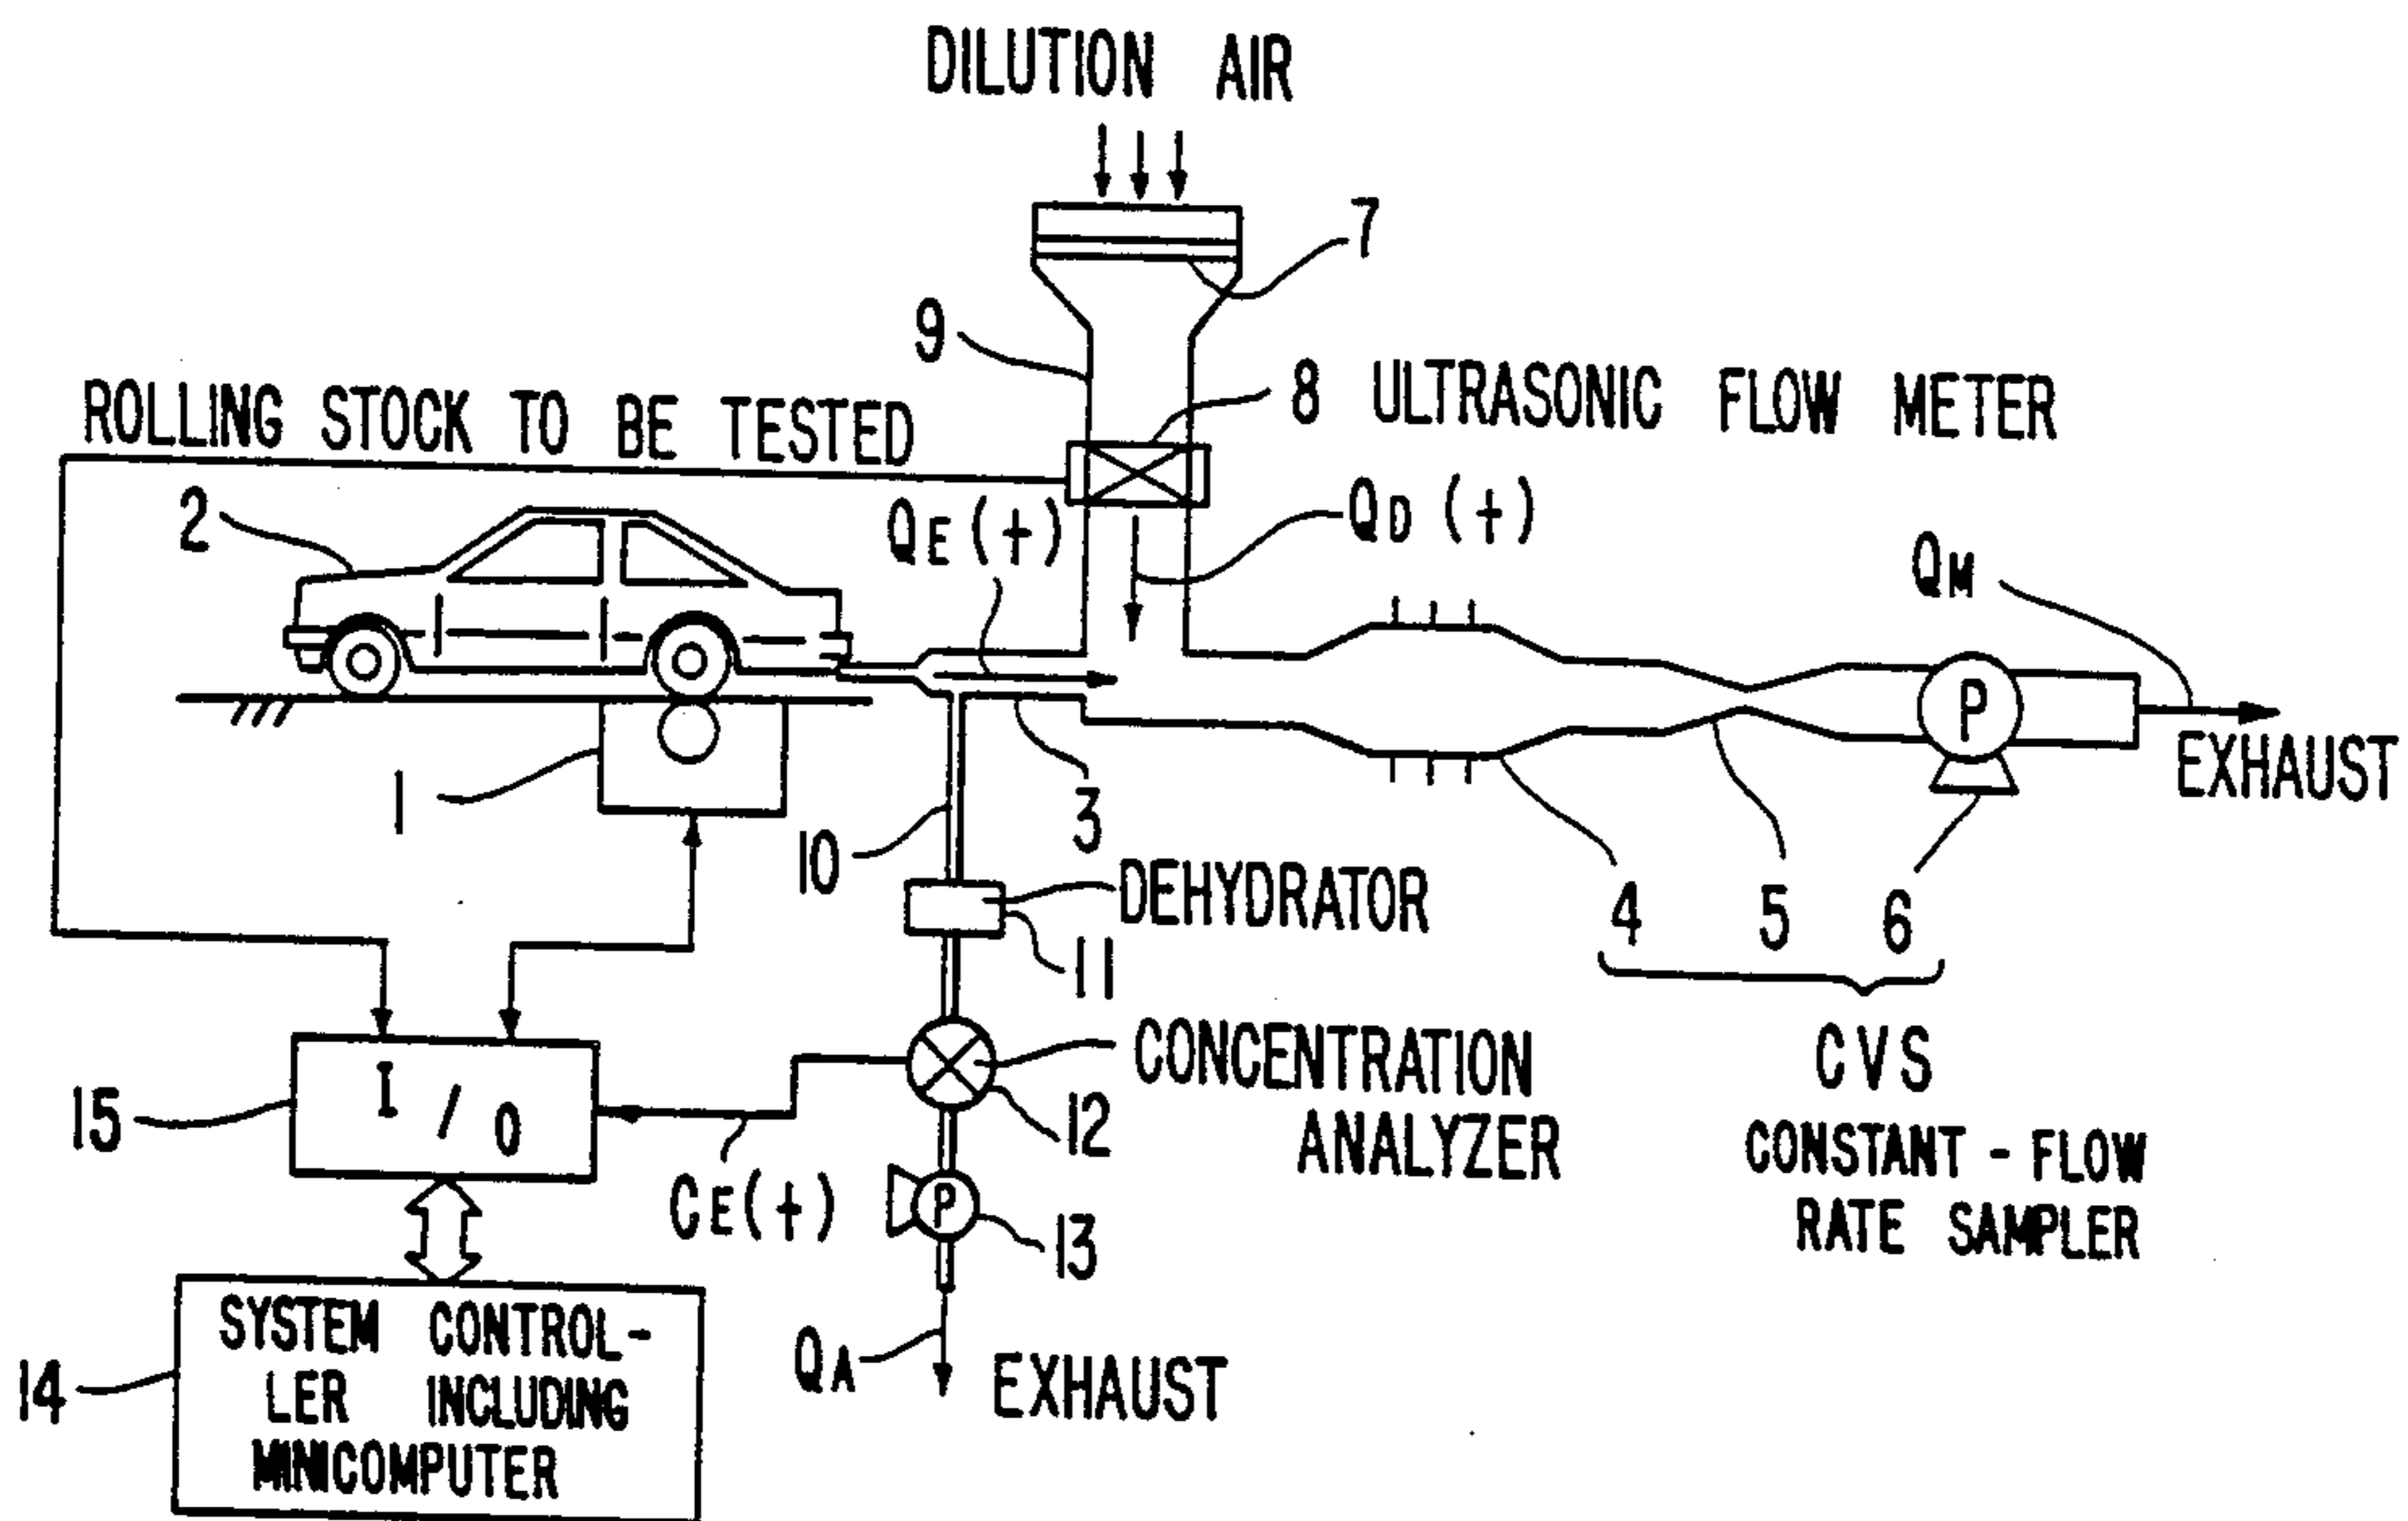 DILUTION AIR
7
9
8 ULTRASONIC FLOW METER
ROLLING STOCK TO BE TESTED
2
QE (t)
QD (t)
QM
P
EXHAUST
1
3
10
DEHYDRATOR
4 5 6
11
CVS
CONSTANT - FLOW
RATE SAMPLER
CONCENTRATION
ANALYZER
12
15
I / O
CE (t)
P
13
SYSTEM CONTROL-
LER INCLUDING
MINICOMPUTER
14
QA
EXHAUST